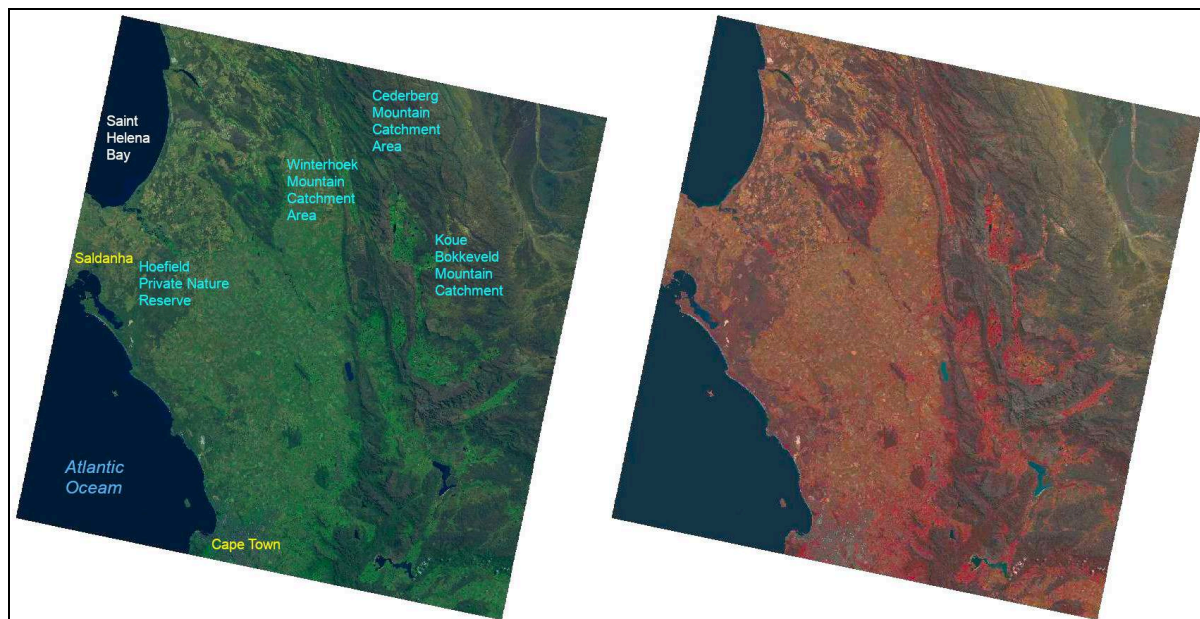 Saint
Helena
Bay
Cederberg
Mountain
Catchment
Area
Winterhoek
Mountain
Catchment
Area
Koue
Bokkeveld
Mountain
Catchment
Saldanha
Hoefield
Private Nature
Reserve
Atlantic
Oceam
Cape Town